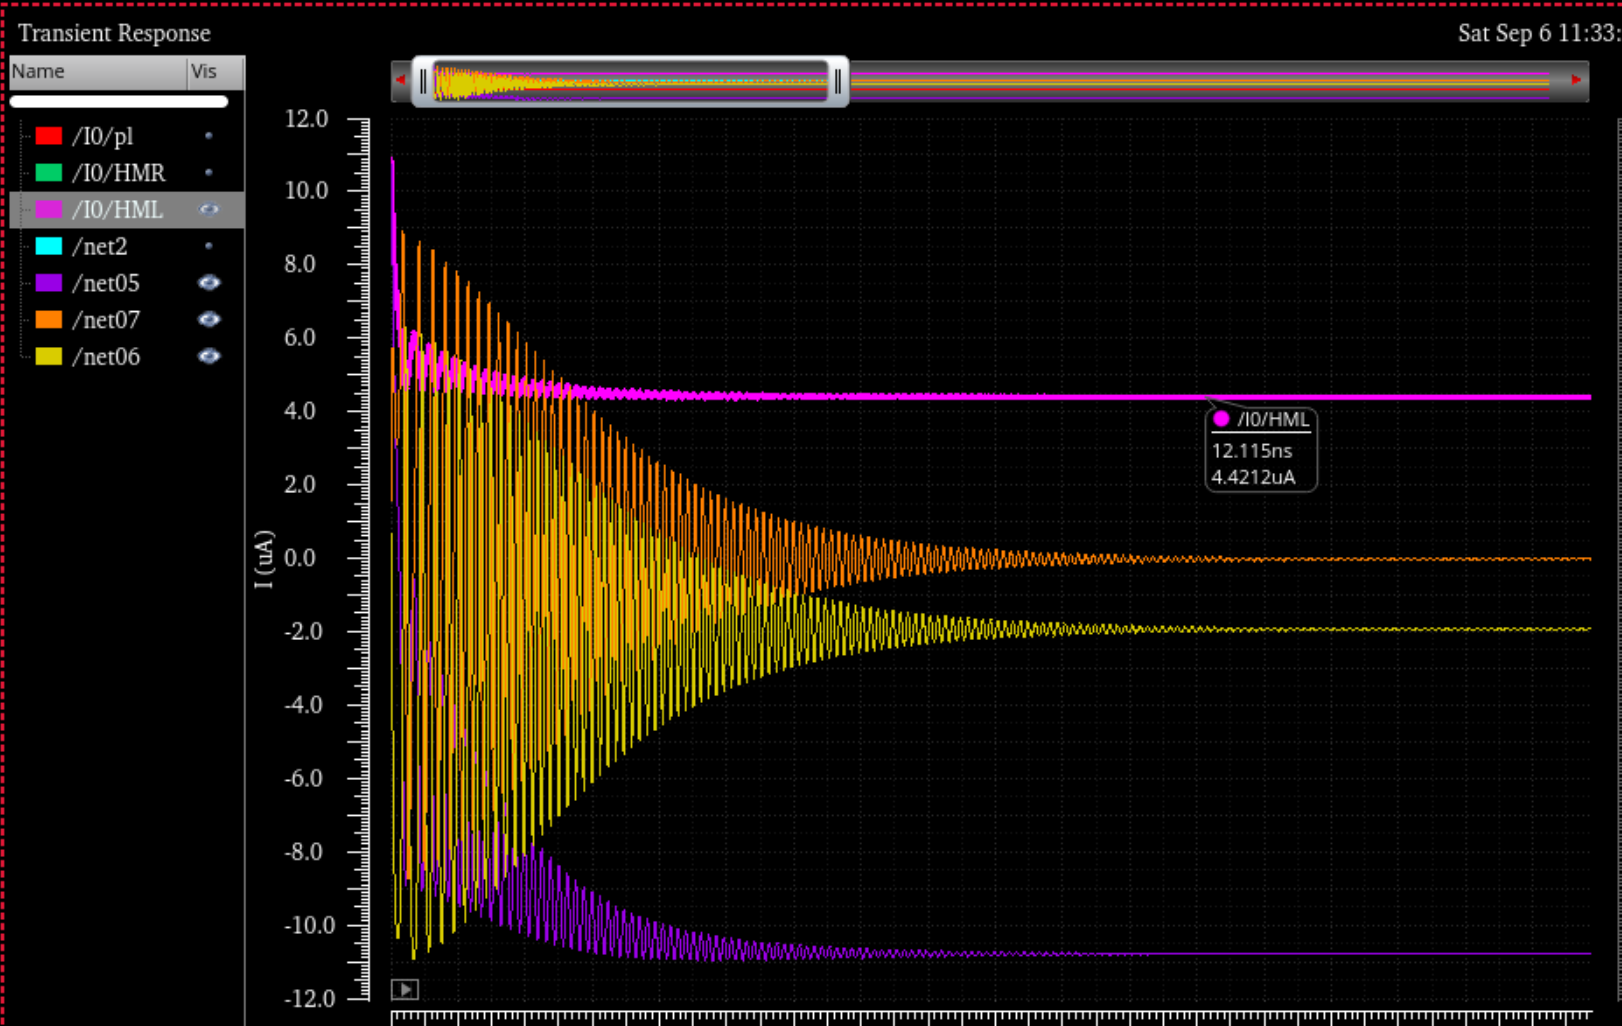 Transient Response
Sat Sep 6 11:33:
Name Vis
/I0/pl
/I0/HMR
/I0/HML
/net2
/net05
/net07
/net06
12.0
10.0
8.0
6.0
4.0
2.0
0.0
-2.0
-4.0
-6.0
-8.0
-10.0
-12.0
I (uA)
/I0/HML
12.115ns
4.4212uA